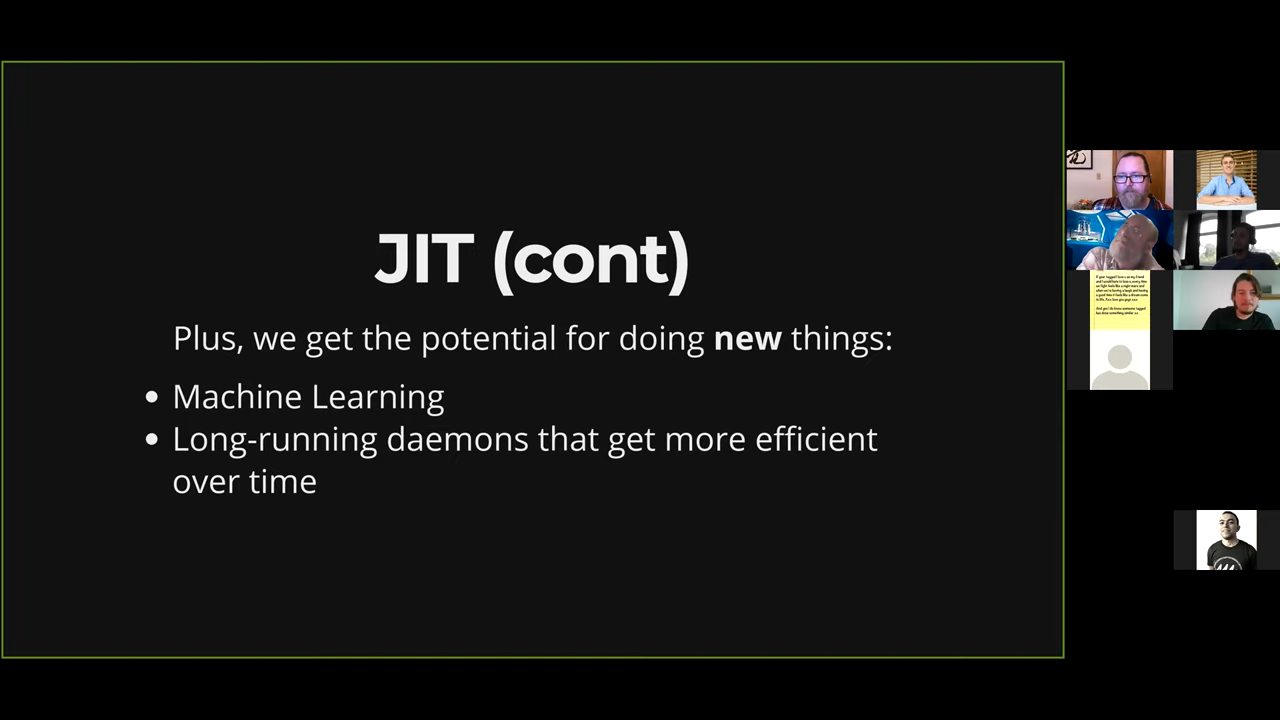 JIT (cont)
Plus, we get the potential for doing new things:
Machine Learning
Long-running daemons that get more efficient
over time